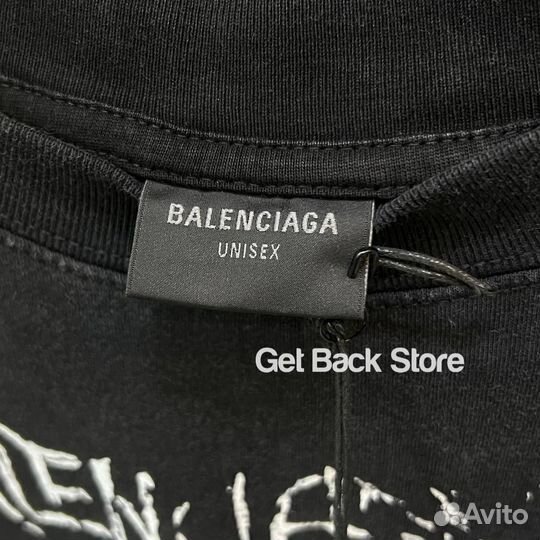 BALENCIAGA
UNISEX
Get Back Store
Avito